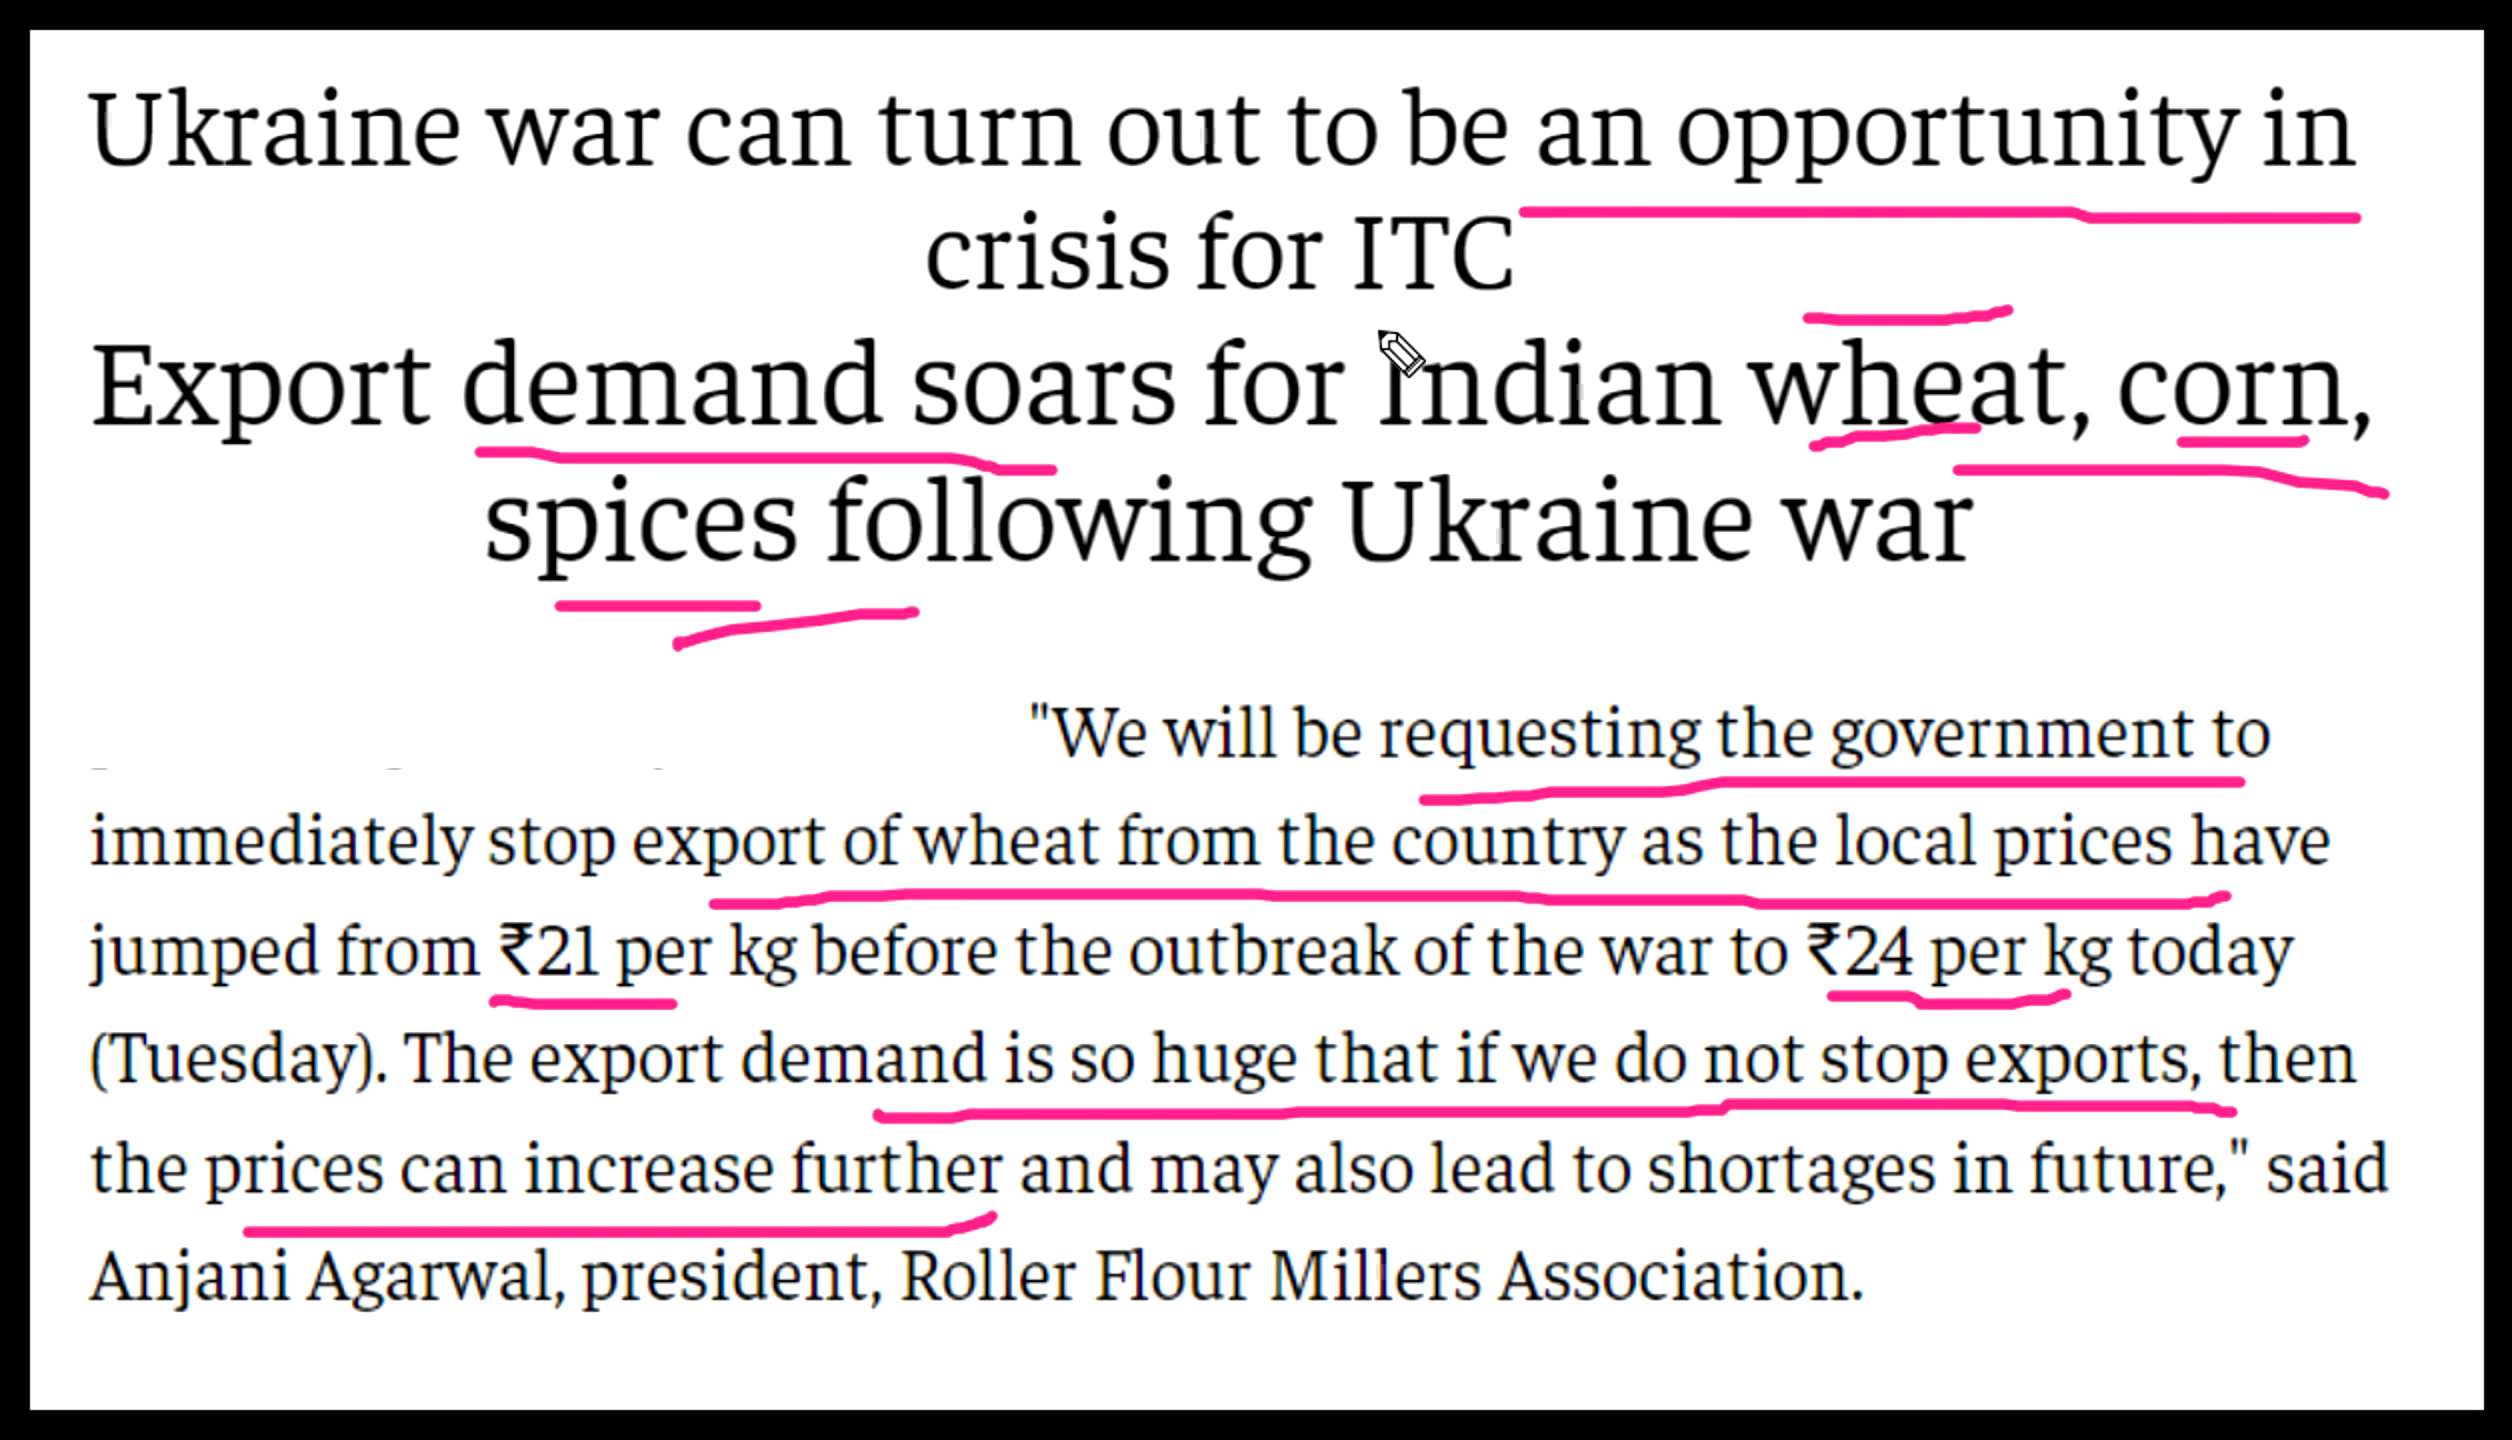 Ukraine war can turn out to be an opportunity in
crisis for ITC
Export demand soars for Indian wheat, corn,
spices following Ukraine war
"We will be requesting the government to
immediately stop export of wheat from the country as the local prices have
jumped from ₹21 per kg before the outbreak of the war to ₹24 per kg today
(Tuesday). The export demand is so huge that if we do not stop exports, then
the prices can increase further and may also lead to shortages in future," said
Anjani Agarwal, president, Roller Flour Millers Association.